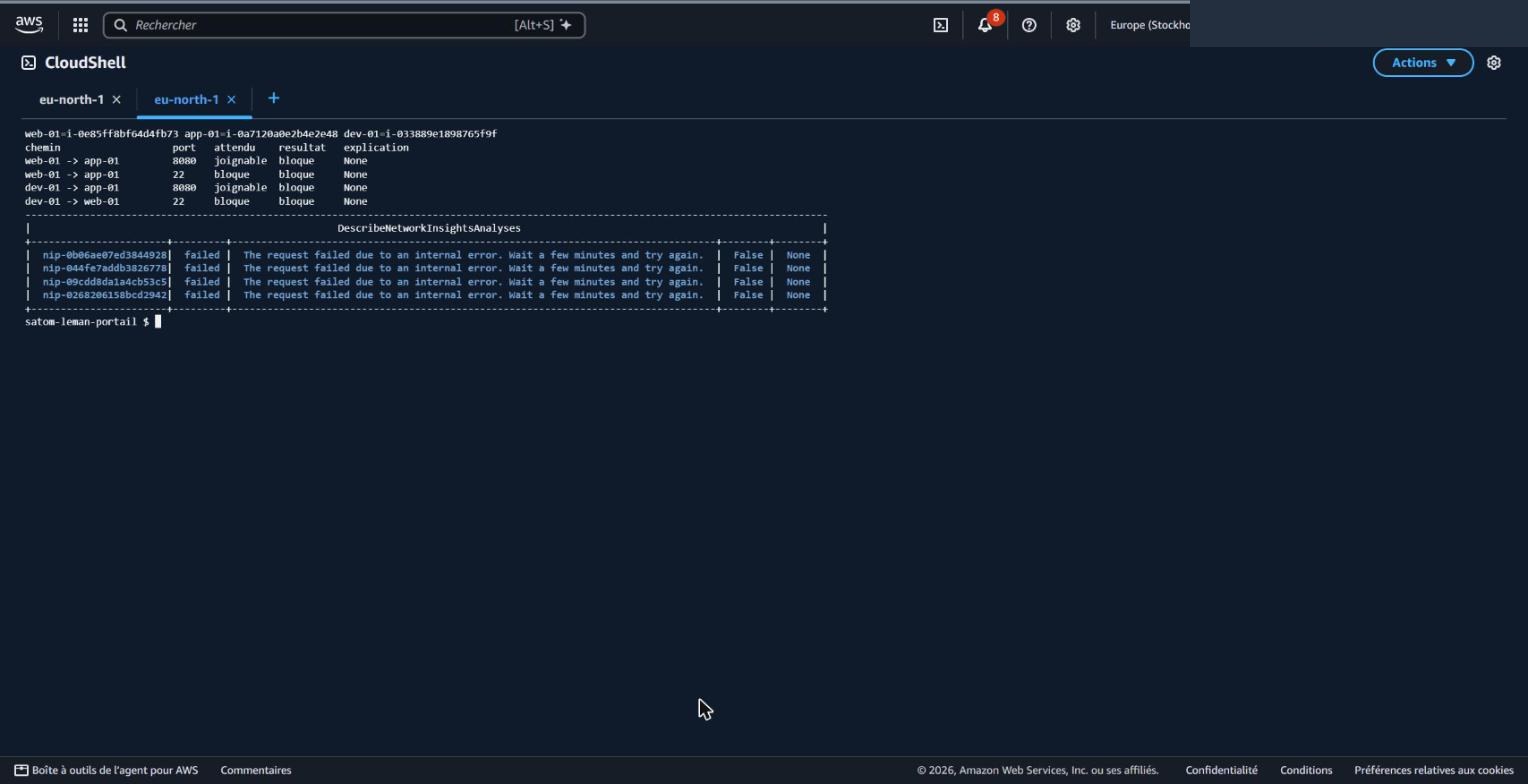 aws
Rechercher [Alt+S]
8
Europe (Stockho
CloudShell
Actions
eu-north-1 eu-north-1
web-01=i-0e85ff8bf64d4fb73 app-01=i-0a7120a0e2b4e2e48 dev-01=i-033889e1898765f9f
chemin port attendu resultat explication
web-01 -> app-01 8080 joignable bloque None
web-01 -> app-01 22 bloque bloque None
dev-01 -> app-01 8080 joignable bloque None
dev-01 -> web-01 22 bloque bloque None
DescribeNetworkInsightsAnalyses
nip-0b06ae07ed3844928| failed | The request failed due to an internal error. Wait a few minutes and try again. | False | None |
nip-044fe7addb3826778| failed | The request failed due to an internal error. Wait a few minutes and try again. | False | None |
nip-09cdd8da1a4cb53c5| failed | The request failed due to an internal error. Wait a few minutes and try again. | False | None |
nip-0268206158bcd2942| failed | The request failed due to an internal error. Wait a few minutes and try again. | False | None |
satom-leman-portail $
Boîte à outils de l'agent pour AWS Commentaires © 2026, Amazon Web Services, Inc. ou ses affiliés. Confidentialité Conditions Préférences relatives aux cookies